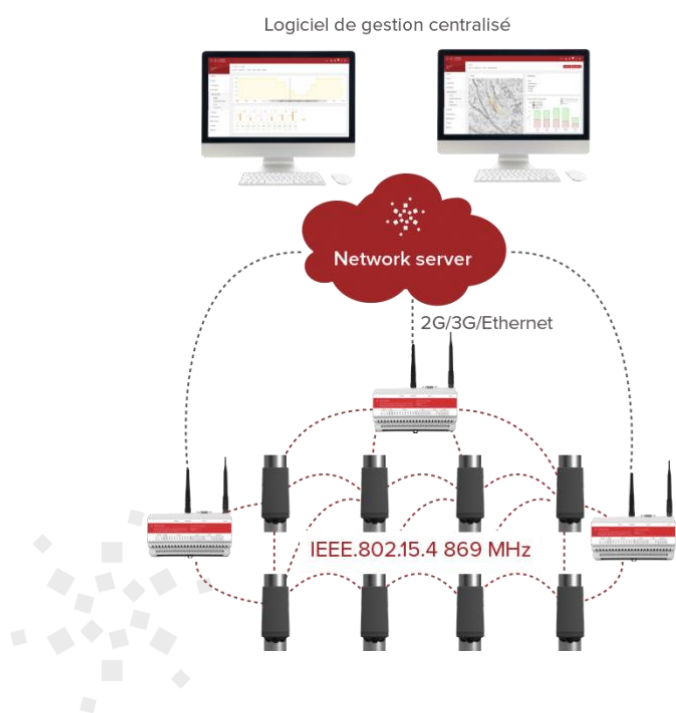 Logiciel de gestion centralisé
Network server
2G/3G/Ethernet
IEEE.802.15.4 869 MHz